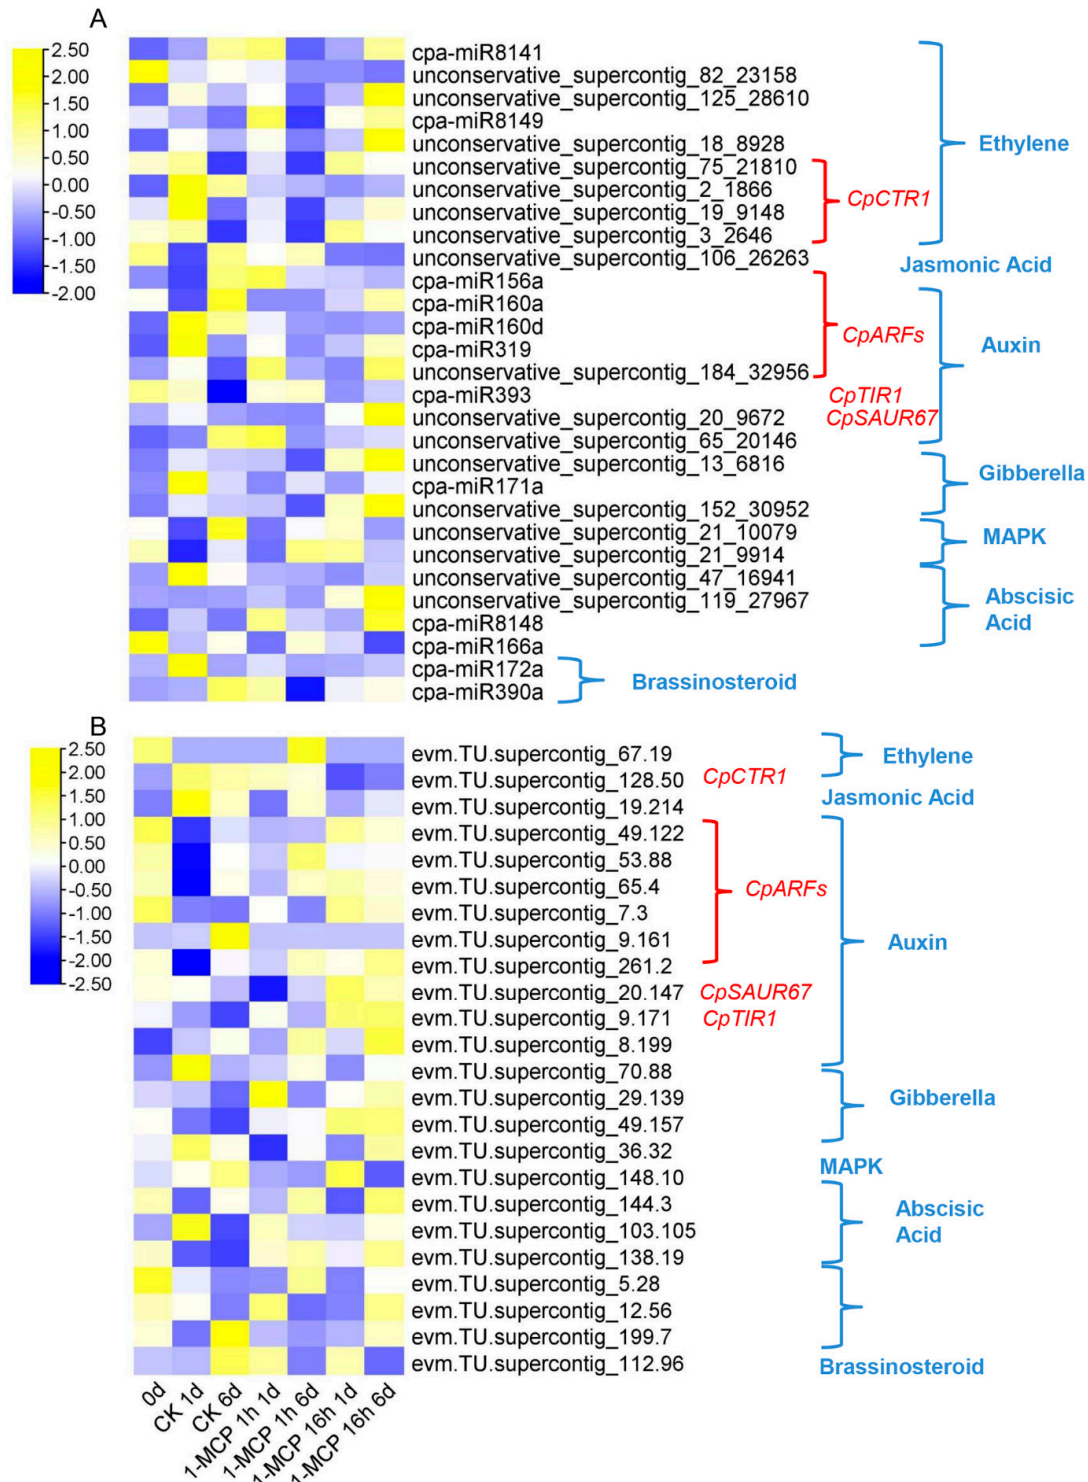 A
2.50
2.00
1.50
1.00
0.50
0.00
-0.50
-1.00
-1.50
-2.00
cpa-miR8141
unconservative_supercontig_82_23158
unconservative_supercontig_125_28610
cpa-miR8149
unconservative_supercontig_18_8928
unconservative_supercontig_75_21810
unconservative_supercontig_2_1866
unconservative_supercontig_19_9148
unconservative_supercontig_3_2646
unconservative_supercontig_106_26263
cpa-miR156a
cpa-miR160a
cpa-miR160d
cpa-miR319
unconservative_supercontig_184_32956
cpa-miR393
unconservative_supercontig_20_9672
unconservative_supercontig_65_20146
unconservative_supercontig_13_6816
cpa-miR171a
unconservative_supercontig_152_30952
unconservative_supercontig_21_10079
unconservative_supercontig_21_9914
unconservative_supercontig_47_16941
unconservative_supercontig_119_27967
cpa-miR8148
cpa-miR166a
cpa-miR172a
cpa-miR390a
CpCTR1
CpARFs
CpTIR1
CpSAUR67
Ethylene
Jasmonic Acid
Auxin
Gibberella
MAPK
Abscisic
Acid
Brassinosteroid
B
2.50
2.00
1.50
1.00
0.50
0.00
-0.50
-1.00
-1.50
-2.00
-2.50
evm.TU.supercontig_67.19
evm.TU.supercontig_128.50
evm.TU.supercontig_19.214
evm.TU.supercontig_49.122
evm.TU.supercontig_53.88
evm.TU.supercontig_65.4
evm.TU.supercontig_7.3
evm.TU.supercontig_9.161
evm.TU.supercontig_261.2
evm.TU.supercontig_20.147
evm.TU.supercontig_9.171
evm.TU.supercontig_8.199
evm.TU.supercontig_70.88
evm.TU.supercontig_29.139
evm.TU.supercontig_49.157
evm.TU.supercontig_36.32
evm.TU.supercontig_148.10
evm.TU.supercontig_144.3
evm.TU.supercontig_103.105
evm.TU.supercontig_138.19
evm.TU.supercontig_5.28
evm.TU.supercontig_12.56
evm.TU.supercontig_199.7
evm.TU.supercontig_112.96
CpCTR1
CpARFs
CpSAUR67
CpTIR1
Ethylene
Jasmonic Acid
Auxin
Gibberella
MAPK
Abscisic
Acid
Brassinosteroid
0d
CK 1d
CK 6d
1-MCP 1h 1d
1-MCP 1h 6d
1-MCP 16h 1d
1-MCP 16h 6d